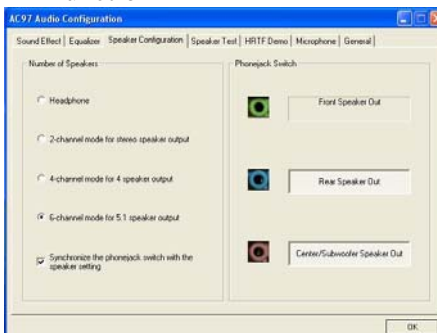 AC97 Audio Configuration
Sound Effect | Equalizer | Speaker Configuration | Speaker Test | HRTF Demo | Microphone | General
Number of Speakers
Headphone
2-channel mode for stereo speaker output
4-channel mode for 4 speaker output
6-channel mode for 5.1 speaker output
Synchronize the phonejack switch with the
speaker setting
Phonejack Switch
Front Speaker Out
Rear Speaker Out
Center/Subwoofer Speaker Out
OK